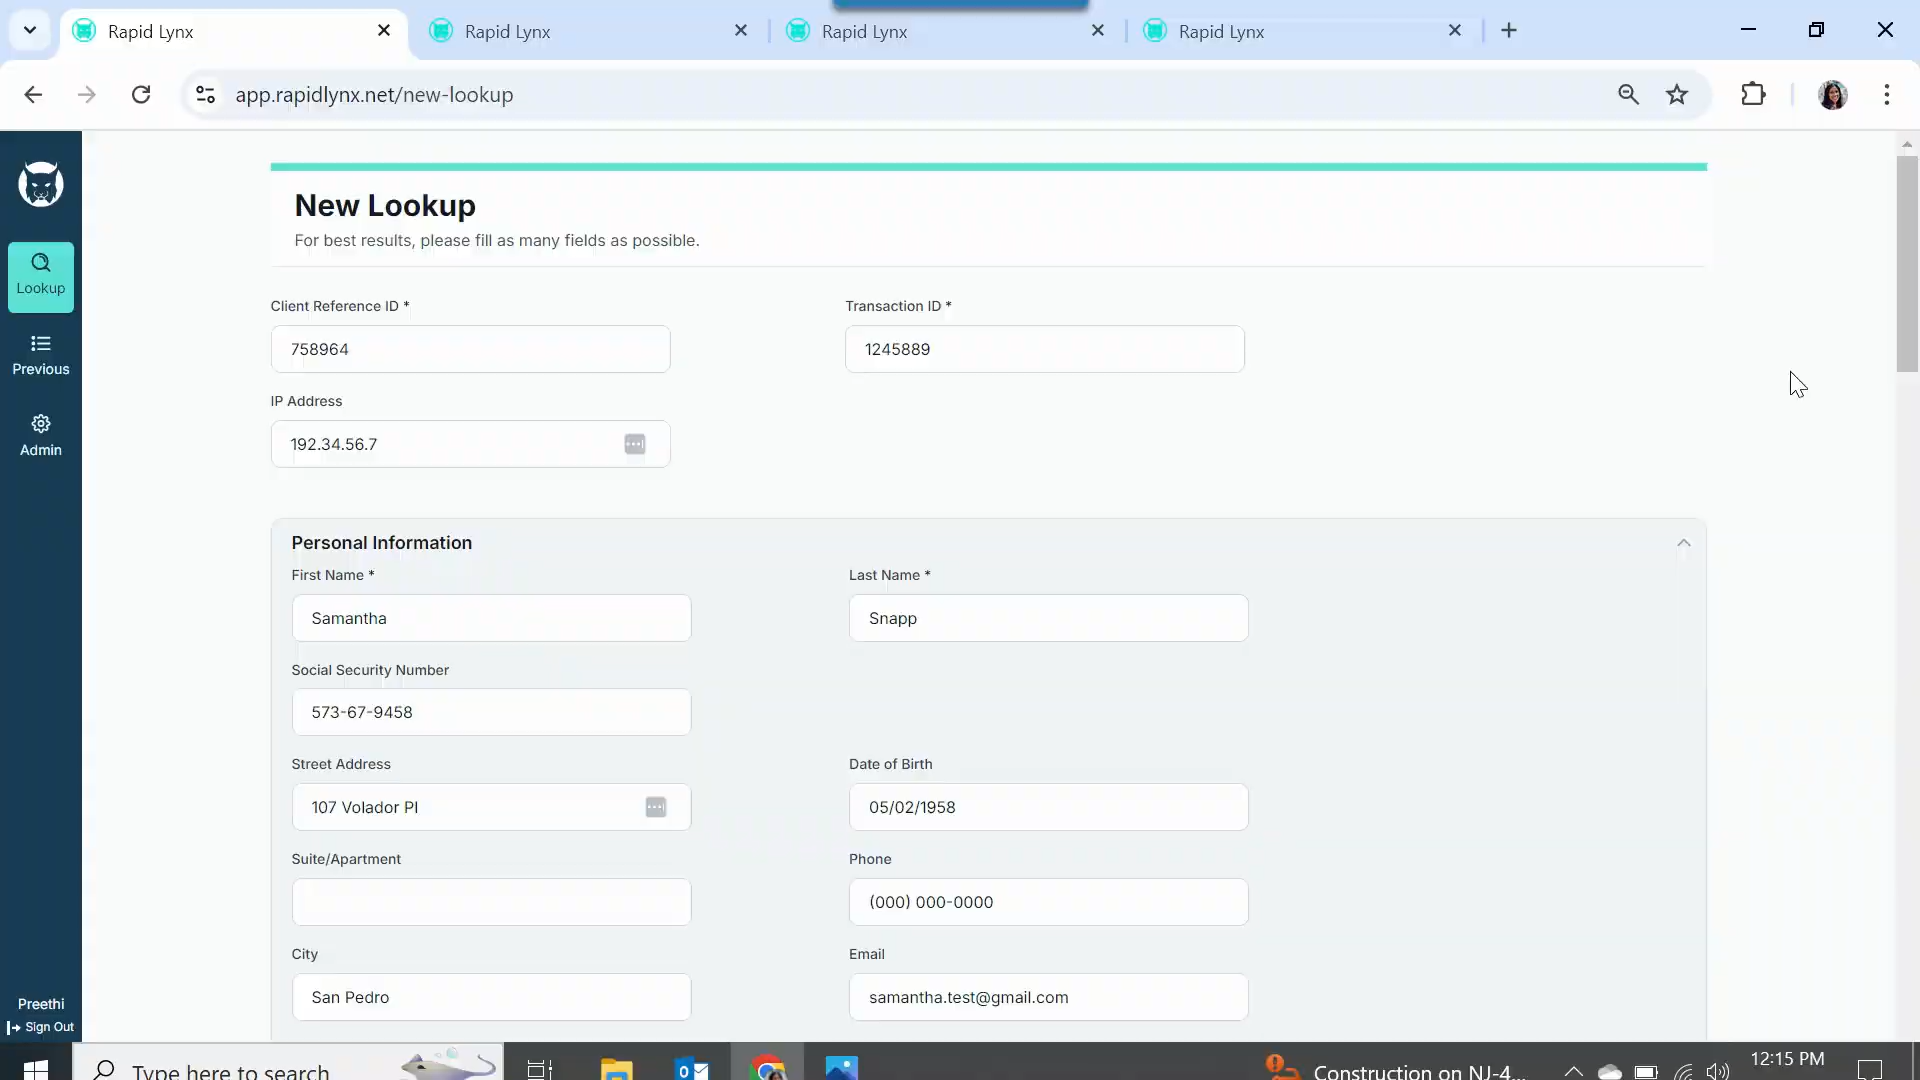 Rapid Lynx
Rapid Lynx
Rapid Lynx
Rapid Lynx
app.rapidlynx.net/new-lookup
Lookup
Previous
Admin
Preethi
Sign Out
New Lookup
For best results, please fill as many fields as possible.
Client Reference ID *
Transaction ID *
758964
1245889
IP Address
192.34.56.7
Personal Information
First Name *
Last Name *
Samantha
Snapp
Social Security Number
573-67-9458
Street Address
Date of Birth
107 Volador Pl
05/02/1958
Suite/Apartment
Phone
(000) 000-0000
City
Email
San Pedro
samantha.test@gmail.com
Type here to search
Construction on NJ-4...
12:15 PM